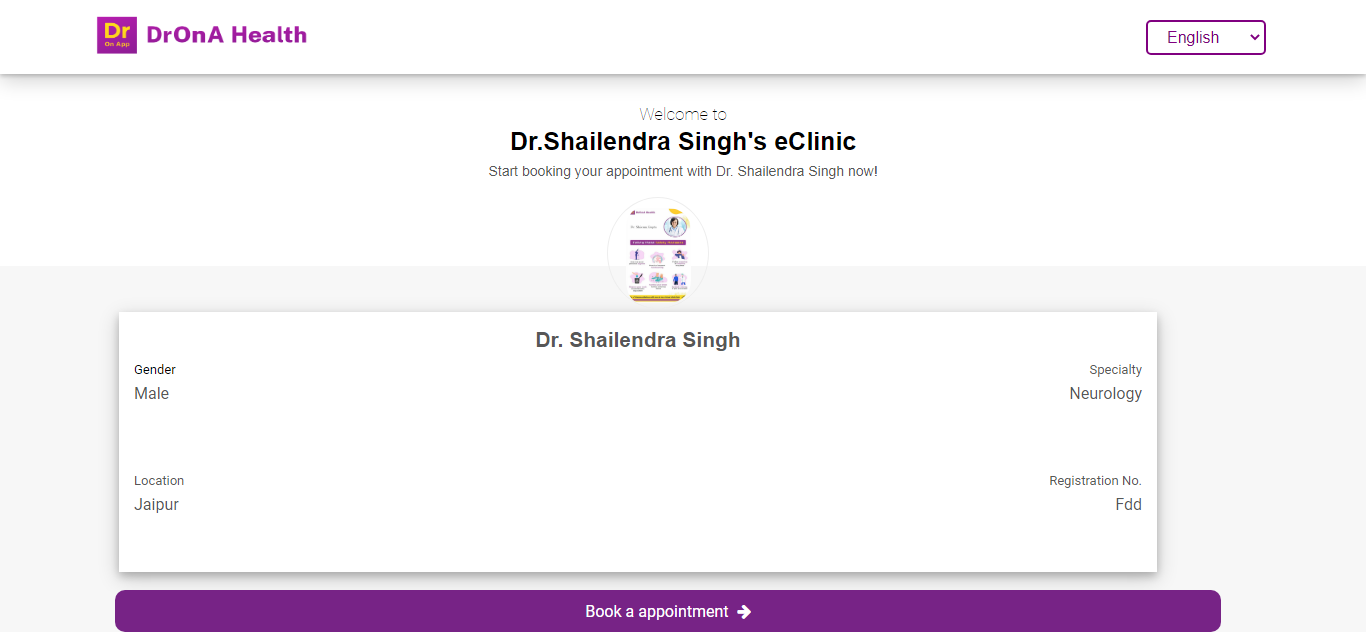 Dr
On App
DrOnA Health
English
Welcome to
Dr.Shailendra Singh's eClinic
Start booking your appointment with Dr. Shailendra Singh now!
Dr. Shailendra Singh
Gender
Specialty
Male
Neurology
Location
Registration No.
Jaipur
Fdd
Book a appointment